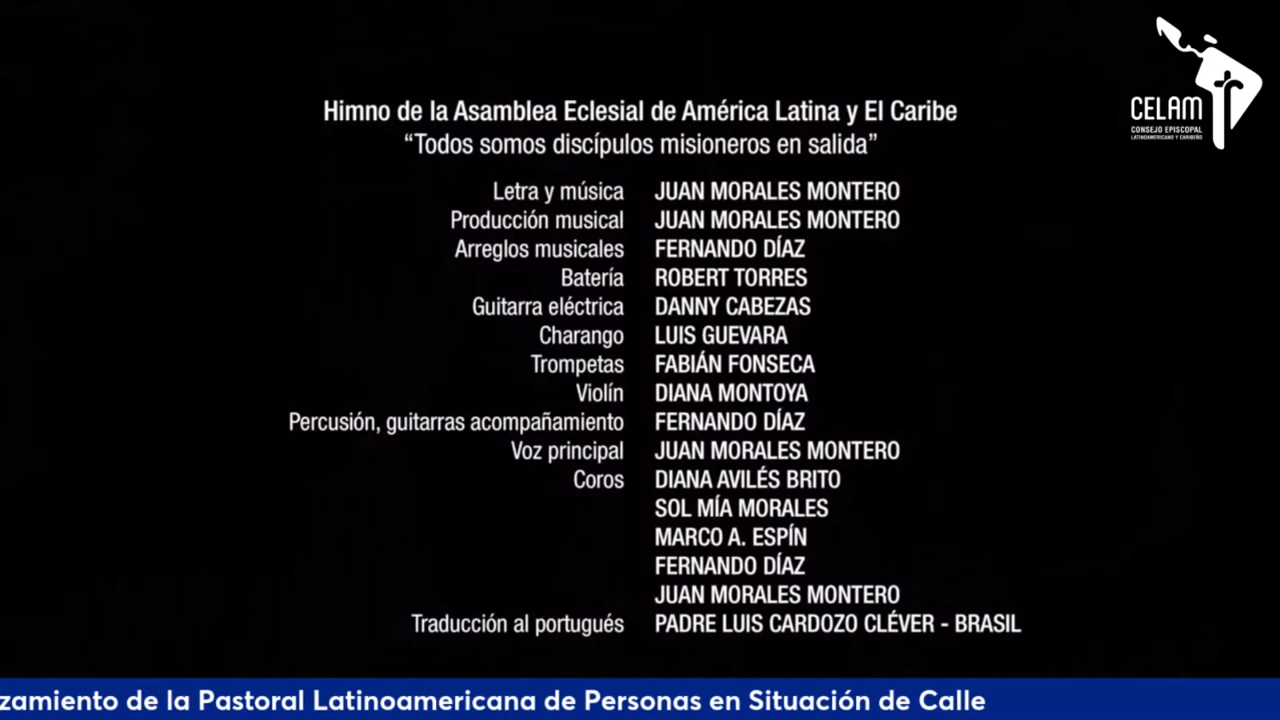 CELAM
CONSEJO EPISCOPAL
LATINOAMERICANO Y CARIBEÑO
Himno de la Asamblea Eclesial de América Latina y El Caribe
“Todos somos discípulos misioneros en salida”
Letra y música JUAN MORALES MONTERO
Producción musical JUAN MORALES MONTERO
Arreglos musicales FERNANDO DÍAZ
Batería ROBERT TORRES
Guitarra eléctrica DANNY CABEZAS
Charango LUIS GUEVARA
Trompetas FABIÁN FONSECA
Violín DIANA MONTOYA
Percusión, guitarras acompañamiento FERNANDO DÍAZ
Voz principal JUAN MORALES MONTERO
Coros DIANA AVILÉS BRITO
SOL MÍA MORALES
MARCO A. ESPÍN
FERNANDO DÍAZ
JUAN MORALES MONTERO
Traducción al portugués PADRE LUIS CARDOZO CLÉVER - BRASIL
zamiento de la Pastoral Latinoamericana de Personas en Situación de Calle